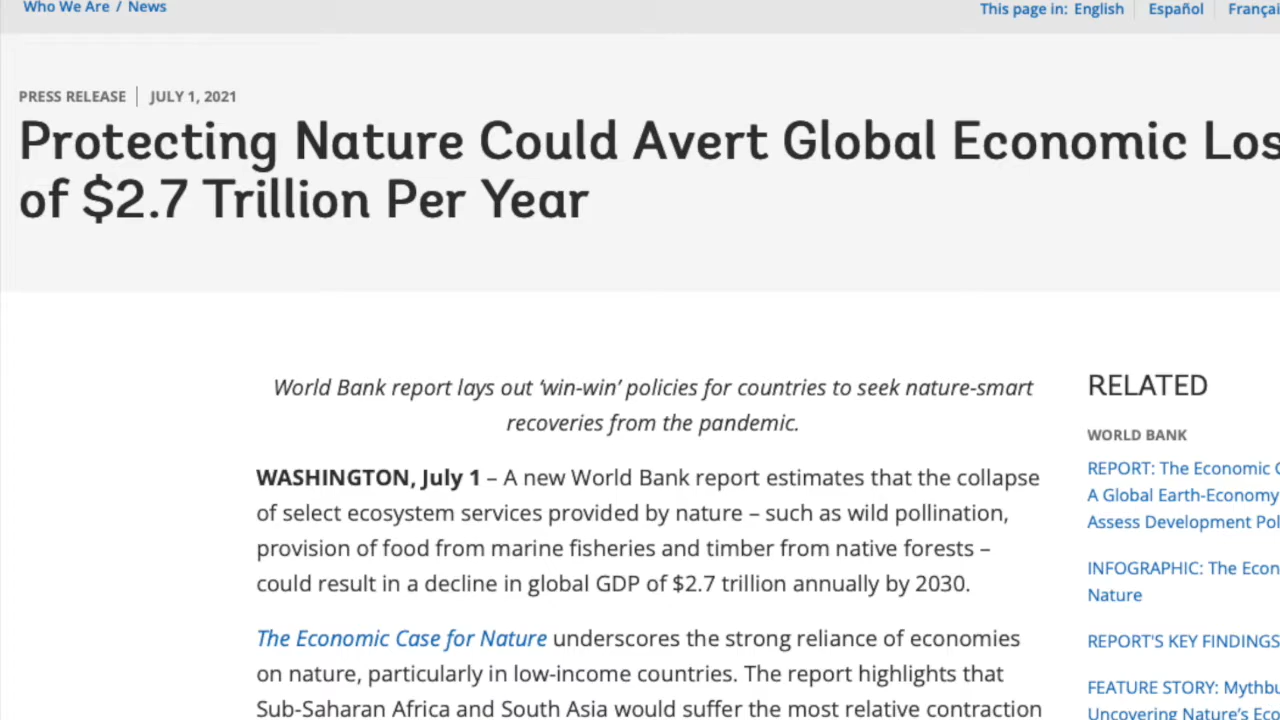 Who We Are / News
This page in: English Español
PRESS RELEASE JULY 1, 2021
Protecting Nature Could Avert Global Economic
of $2.7 Trillion Per Year
World Bank report lays out ‘win-win’ policies for countries to seek nature-smart
recoveries from the pandemic.
WASHINGTON, July 1 – A new World Bank report estimates that the collapse
of select ecosystem services provided by nature – such as wild pollination,
provision of food from marine fisheries and timber from native forests –
could result in a decline in global GDP of $2.7 trillion annually by 2030.
The Economic Case for Nature underscores the strong reliance of economies
on nature, particularly in low-income countries. The report highlights that
Sub-Saharan Africa and South Asia would suffer the most relative contraction
RELATED
WORLD BANK
REPORT: The Economic
A Global Earth-Economy
Assess Development
INFOGRAPHIC: The
Nature
REPORT'S KEY FINDINGS
FEATURE STORY:
Uncovering Nature's